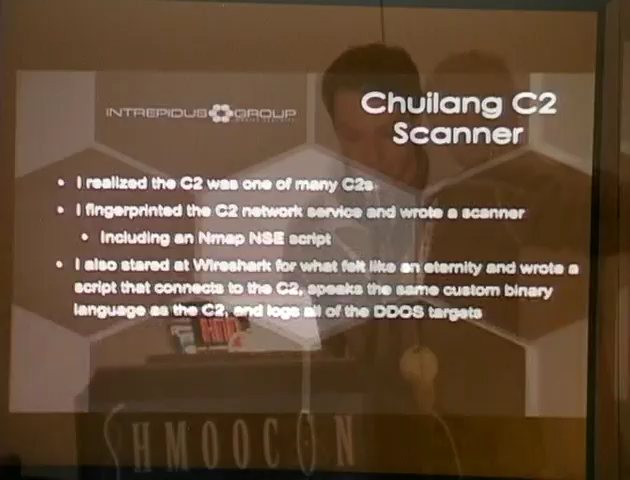 INTREPIDUS GROUP
Chuilang C2
Scanner
• I realized the C2 was one of many C2s
• I fingerprinted the C2 network service and wrote a scanner
• Including an Nmap NSE script
• I also stared at Wireshark for what felt like an eternity and wrote a
script that connects to the C2, speaks the same custom binary
language as the C2, and logs all of the DDOS targets
SHMOOCON